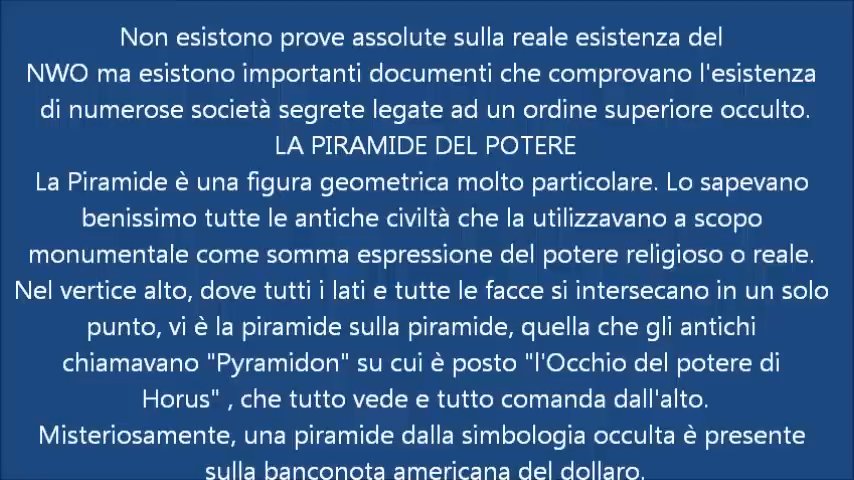 Non esistono prove assolute sulla reale esistenza del
NWO ma esistono importanti documenti che comprovano l'esistenza
di numerose società segrete legate ad un ordine superiore occulto.
LA PIRAMIDE DEL POTERE
La Piramide è una figura geometrica molto particolare. Lo sapevano
benissimo tutte le antiche civiltà che la utilizzavano a scopo
monumentale come somma espressione del potere religioso o reale.
Nel vertice alto, dove tutti i lati e tutte le facce si intersecano in un solo
punto, vi è la piramide sulla piramide, quella che gli antichi
chiamavano "Pyramidon" su cui è posto "l'Occhio del potere di
Horus" , che tutto vede e tutto comanda dall'alto.
Misteriosamente, una piramide dalla simbologia occulta è presente
sulla banconota americana del dollaro.